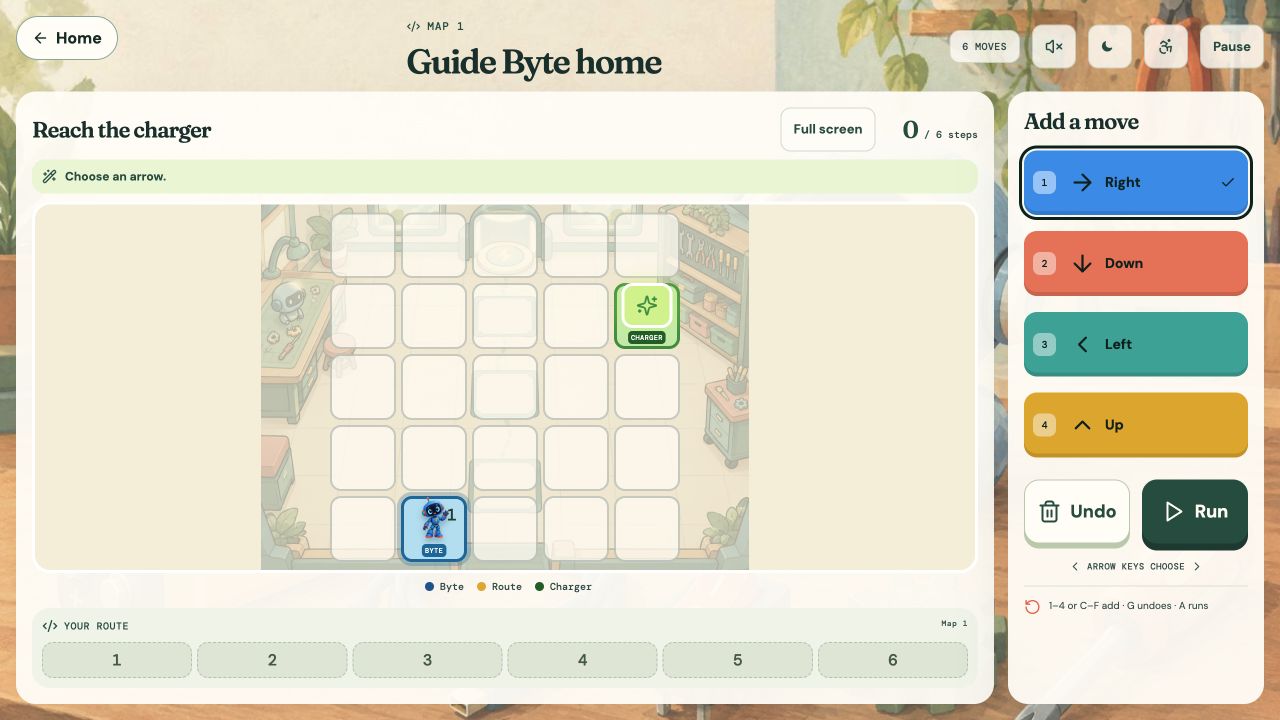 Home
MAP 1
Guide Byte home
6 MOVES
Pause
Reach the charger
Full screen
0 / 6 steps
Choose an arrow.
CHARGER
1
BYTE
Byte
Route
Charger
YOUR ROUTE
Map 1
1
2
3
4
5
6
Add a move
1 Right
2 Down
3 Left
4 Up
Undo
Run
ARROW KEYS CHOOSE
1–4 or C–F add · G undoes · A runs